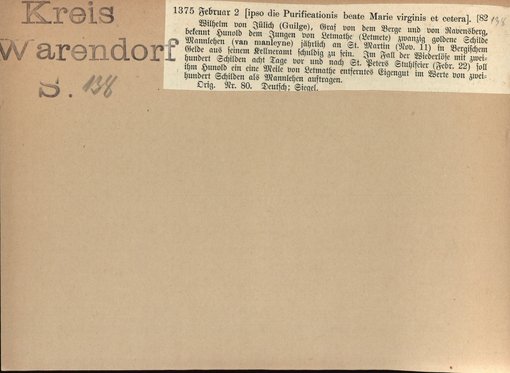 Kreis
Warendorf
S. 138
1375 Februar 2 [ipso die Purificationis beate Marie virginis et cetera]. [82
138
Wilhelm von Jülich (Guilge), Graf von dem Berge und von Ravensberg,
bekennt Hunold dem Jungen von Letmathe (Letmete) zwanzig goldene Schilde
Mannlehen (van manleyne) jährlich an St. Martin (Nov. 11) in Bergischem
Gelde aus seinem Kellneramt schuldig zu sein. Im Fall der Wiederlöse mit zwei-
hundert Schilden acht Tage vor und nach St. Peters Stuhlfeier (Febr. 22) soll
ihm Hunold ein eine Meile von Letmathe entferntes Eigengut im Werte von zwei-
hundert Schilden als Mannlehen auftragen.
Orig. Nr. 80. Deutsch; Siegel.